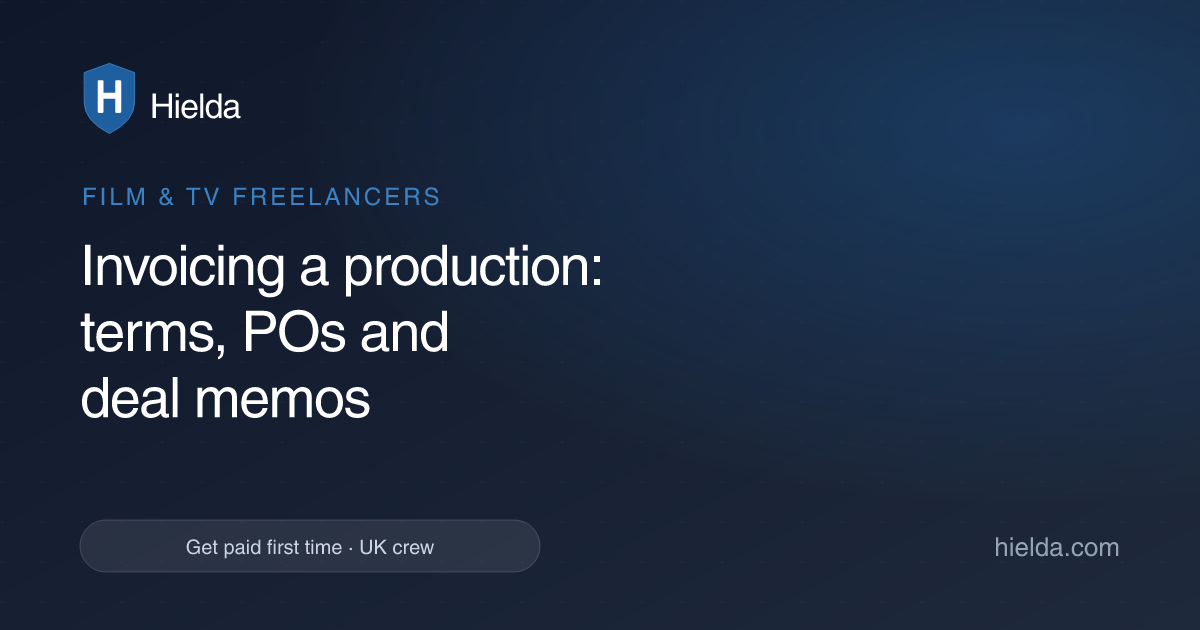 H
Hielda
FILM & TV FREELANCERS
Invoicing a production:
terms, POs and
deal memos
Get paid first time · UK crew
hielda.com